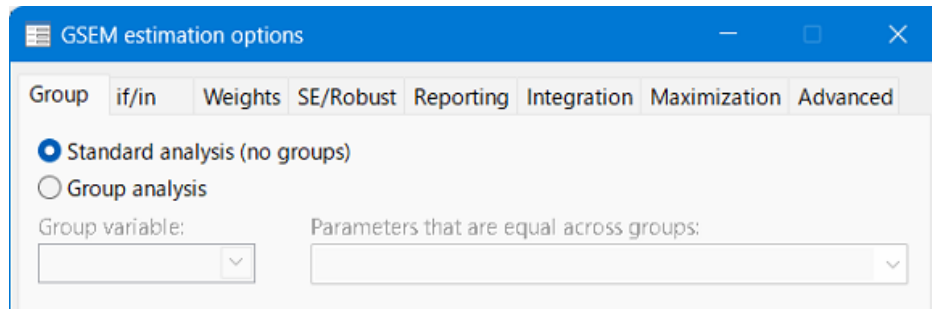 GSEM estimation options
Group if/in Weights SE/Robust Reporting Integration Maximization Advanced
Standard analysis (no groups)
Group analysis
Group variable: Parameters that are equal across groups: